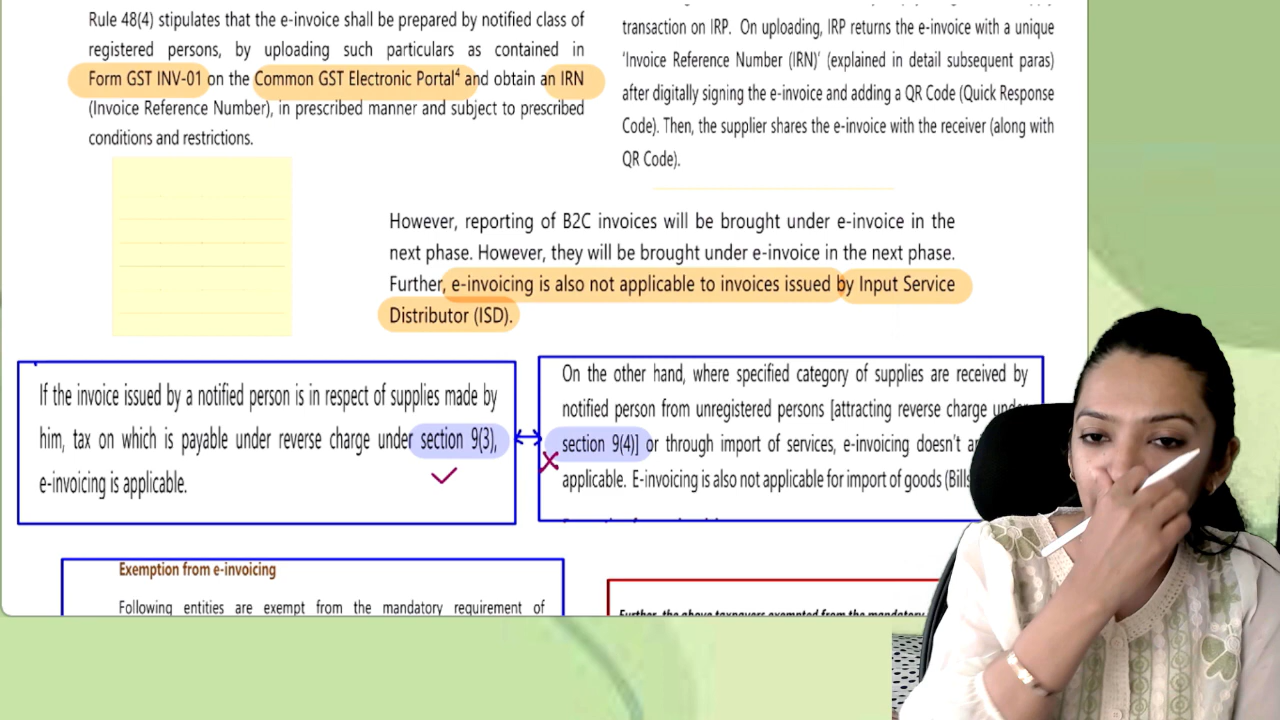 Rule 48(4) stipulates that the e-invoice shall be prepared by notified class of
registered persons, by uploading such particulars as contained in
Form GST INV-01 on the Common GST Electronic Portal4 and obtain an IRN
(Invoice Reference Number), in prescribed manner and subject to prescribed
conditions and restrictions.
transaction on IRP. On uploading, IRP returns the e-invoice with a unique
'Invoice Reference Number (IRN)' (explained in detail subsequent paras)
after digitally signing the e-invoice and adding a QR Code (Quick Response
Code). Then, the supplier shares the e-invoice with the receiver (along with
QR Code).
However, reporting of B2C invoices will be brought under e-invoice in the
next phase. However, they will be brought under e-invoice in the next phase.
Further, e-invoicing is also not applicable to invoices issued by Input Service
Distributor (ISD).
If the invoice issued by a notified person is in respect of supplies made by
him, tax on which is payable under reverse charge under section 9(3),
e-invoicing is applicable.
On the other hand, where specified category of supplies are received by
notified person from unregistered persons [attracting reverse charge under
section 9(4)] or through import of services, e-invoicing doesn't
applicable. E-invoicing is also not applicable for import of goods (Bills
Exemption from e-invoicing
Following entities are exempt from the mandatory requirement of
Further, the above taxpayers exempted from the mandatory